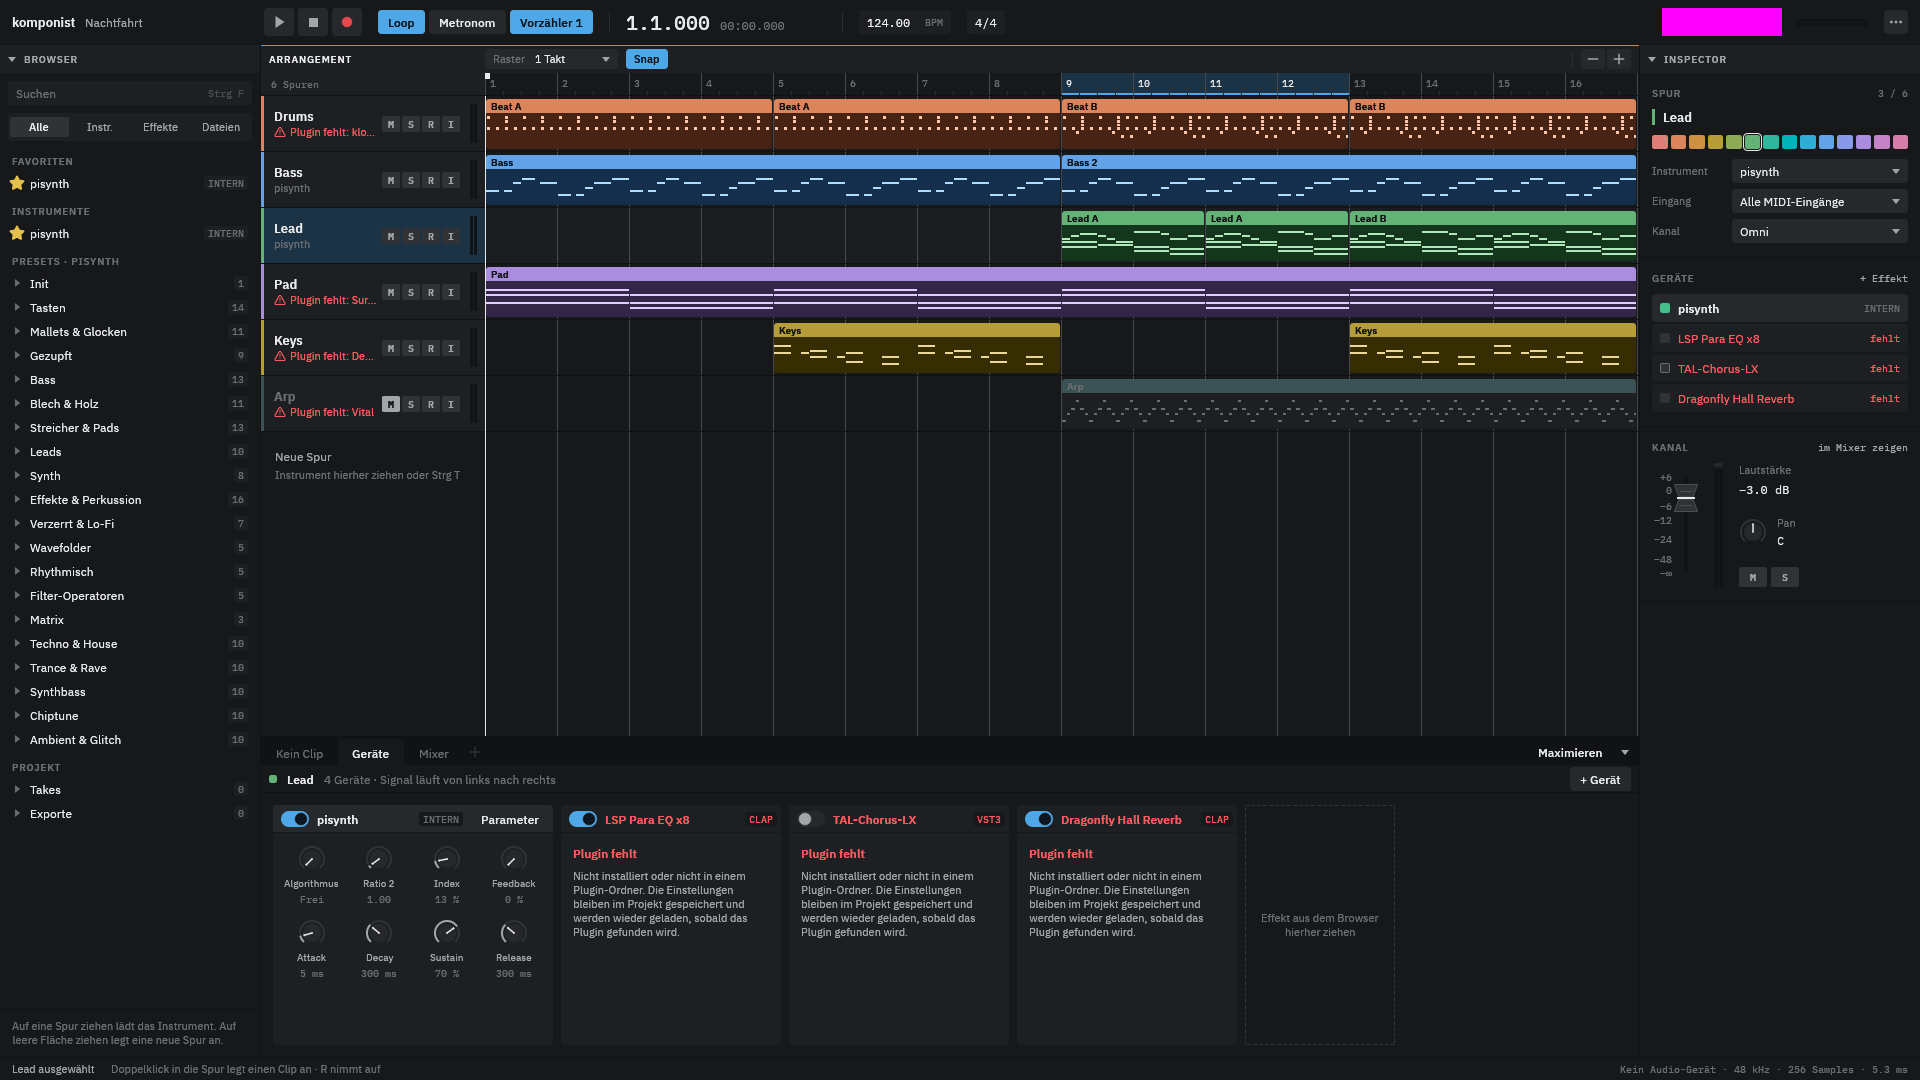 komponist Nachtfahrt
Loop Metronom Vorzähler 1
1.1.000 00:00.000
124.00 BPM 4/4
BROWSER
Suchen Strg F
Alle Instr. Effekte Dateien
FAVORITEN
pisynth INTERN
INSTRUMENTE
pisynth INTERN
PRESETS · PISYNTH
Init 1
Tasten 14
Mallets & Glocken 11
Gezupft 9
Bass 13
Blech & Holz 11
Streicher & Pads 13
Leads 10
Synth 8
Effekte & Perkussion 16
Verzerrt & Lo-Fi 7
Wavefolder 5
Rhythmisch 5
Filter-Operatoren 5
Matrix 3
Techno & House 10
Trance & Rave 10
Synthbass 10
Chiptune 10
Ambient & Glitch 10
PROJEKT
Takes 0
Exporte 0
Auf eine Spur ziehen lädt das Instrument. Auf
leere Fläche ziehen legt eine neue Spur an.
ARRANGEMENT
Raster 1 Takt Snap
6 Spuren
1 2 3 4 5 6 7 8 9 10 11 12 13 14 15 16
Drums
Plugin fehlt: klo...
M S R I
Beat A Beat A Beat B Beat B
Bass
pisynth
M S R I
Bass Bass 2
Lead
pisynth
M S R I
Lead A Lead A Lead B
Pad
Plugin fehlt: Sur...
M S R I
Pad
Keys
Plugin fehlt: De...
M S R I
Keys Keys
Arp
Plugin fehlt: Vital
M S R I
Arp
Neue Spur
Instrument hierher ziehen oder Strg T
Kein Clip Geräte Mixer +
Maximieren
Lead 4 Geräte · Signal läuft von links nach rechts
+ Gerät
pisynth INTERN Parameter
Algorithmus Ratio 2 Index Feedback
Frei 1.00 13 % 0 %
Attack Decay Sustain Release
5 ms 300 ms 70 % 300 ms
LSP Para EQ x8 CLAP
Plugin fehlt
Nicht installiert oder nicht in einem
Plugin-Ordner. Die Einstellungen
bleiben im Projekt gespeichert und
werden wieder geladen, sobald das
Plugin gefunden wird.
TAL-Chorus-LX VST3
Plugin fehlt
Nicht installiert oder nicht in einem
Plugin-Ordner. Die Einstellungen
bleiben im Projekt gespeichert und
werden wieder geladen, sobald das
Plugin gefunden wird.
Dragonfly Hall Reverb CLAP
Plugin fehlt
Nicht installiert oder nicht in einem
Plugin-Ordner. Die Einstellungen
bleiben im Projekt gespeichert und
werden wieder geladen, sobald das
Plugin gefunden wird.
Effekt aus dem Browser
hierher ziehen
INSPECTOR
SPUR 3 / 6
Lead
Instrument pisynth
Eingang Alle MIDI-Eingänge
Kanal Omni
GERÄTE + Effekt
pisynth INTERN
LSP Para EQ x8 fehlt
TAL-Chorus-LX fehlt
Dragonfly Hall Reverb fehlt
KANAL im Mixer zeigen
+6
0
−6
−12
−24
−48
−∞
Lautstärke
−3.0 dB
Pan
C
M S
Lead ausgewählt Doppelklick in die Spur legt einen Clip an · R nimmt auf
Kein Audio-Gerät · 48 kHz · 256 Samples · 5.3 ms